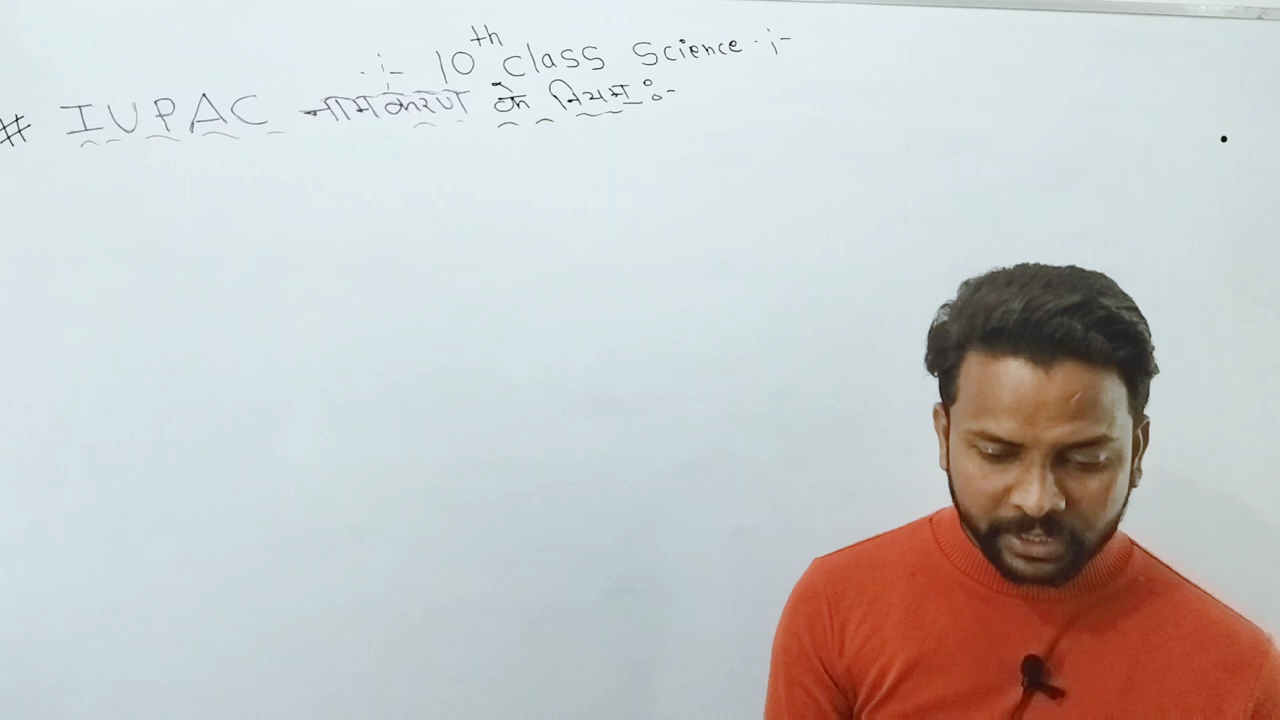 :- 10th class Science :-
# IUPAC नामकरण के नियम :-